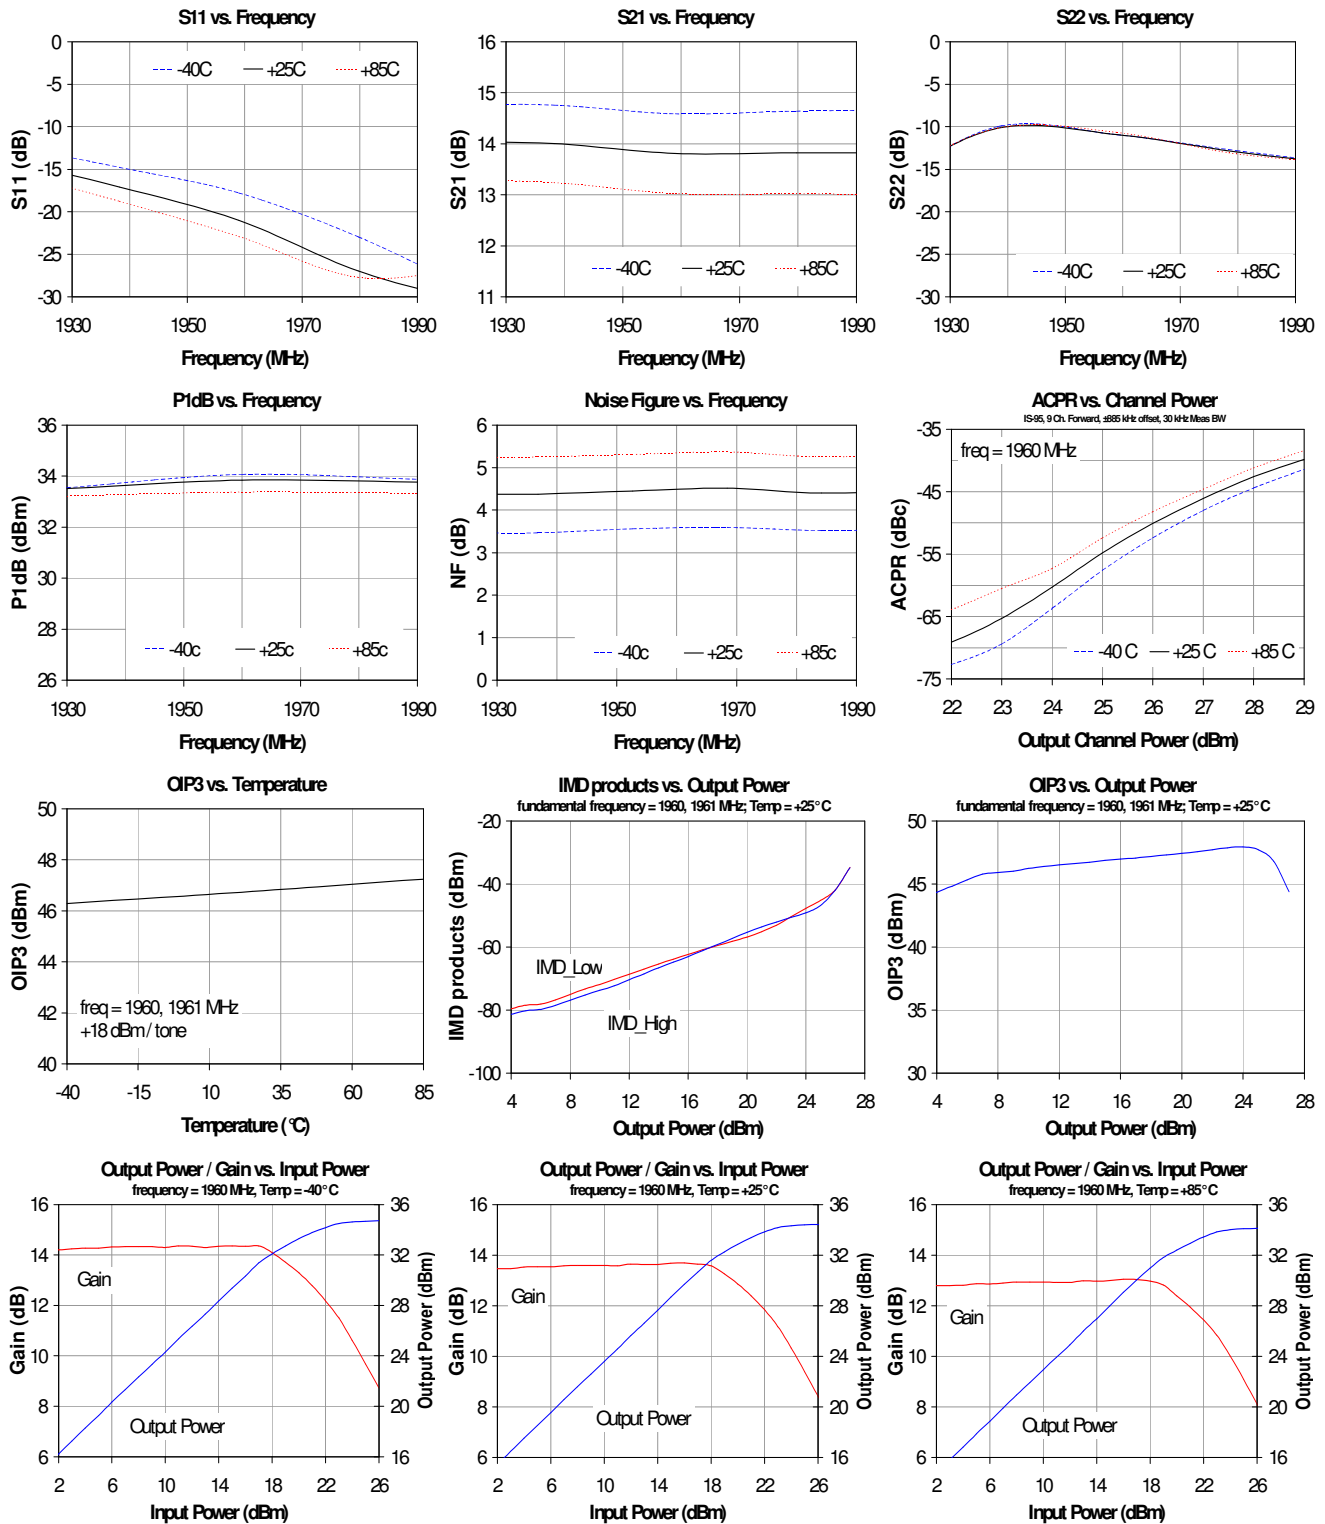 S11 vs. Frequency
0
-5
-10
-15
-20
-25
-30
S11 (dB)
-40C +25C +85C
1930 1950 1970 1990
Frequency (MHz)
S21 vs. Frequency
16
15
14
13
12
11
S21 (dB)
-40C +25C +85C
1930 1950 1970 1990
Frequency (MHz)
S22 vs. Frequency
0
-5
-10
-15
-20
-25
-30
S22 (dB)
-40C +25C +85C
1930 1950 1970 1990
Frequency (MHz)
P1dB vs. Frequency
36
34
32
30
28
26
P1dB (dBm)
-40c +25c +85c
1930 1950 1970 1990
Frequency (MHz)
Noise Figure vs. Frequency
6
5
4
3
2
1
0
NF (dB)
-40c +25c +85c
1930 1950 1970 1990
Frequency (MHz)
ACPR vs. Channel Power
IS-95, 9 Ch. Forward, ±885 kHz offset, 30 kHz Meas BW
-35
-45
-55
-65
-75
ACPR (dBc)
freq = 1960 MHz
-40 C +25 C +85 C
22 23 24 25 26 27 28 29
Output Channel Power (dBm)
OIP3 vs. Temperature
50
48
46
44
42
40
OIP3 (dBm)
freq = 1960, 1961 MHz
+18 dBm / tone
-40 -15 10 35 60 85
Temperature (°C)
IMD products vs. Output Power
fundamental frequency = 1960, 1961 MHz; Temp = +25° C
-20
-40
-60
-80
-100
IMD products (dBm)
IMD_Low
IMD_High
4 8 12 16 20 24 28
Output Power (dBm)
OIP3 vs. Output Power
fundamental frequency = 1960, 1961 MHz; Temp = +25° C
50
45
40
35
30
OIP3 (dBm)
4 8 12 16 20 24 28
Output Power (dBm)
Output Power / Gain vs. Input Power
frequency = 1960 MHz, Temp = -40° C
16
14
12
10
8
6
Gain (dB)
Gain
Output Power
36
32
28
24
20
16
Output Power (dBm)
2 6 10 14 18 22 26
Input Power (dBm)
Output Power / Gain vs. Input Power
frequency = 1960 MHz, Temp = +25° C
16
14
12
10
8
6
Gain (dB)
Gain
Output Power
36
32
28
24
20
16
Output Power (dBm)
2 6 10 14 18 22 26
Input Power (dBm)
Output Power / Gain vs. Input Power
frequency = 1960 MHz, Temp = +85° C
16
14
12
10
8
6
Gain (dB)
Gain
Output Power
36
32
28
24
20
16
Output Power (dBm)
2 6 10 14 18 22 26
Input Power (dBm)